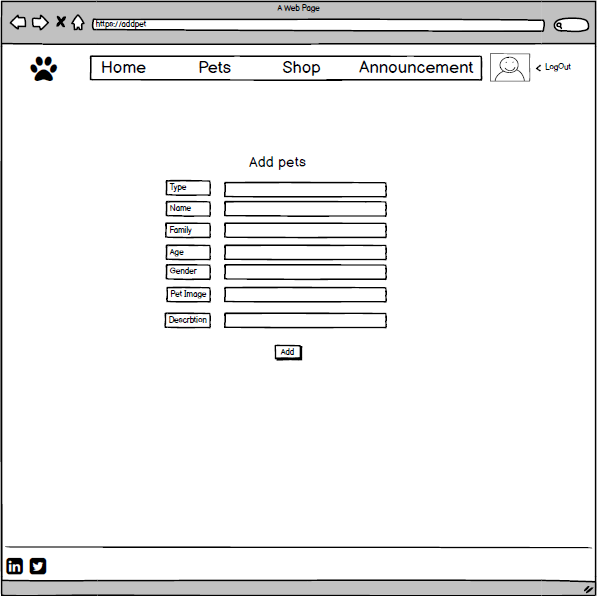 A Web Page
https://addpet
Home Pets Shop Announcement
< LogOut
Add pets
Type
Name
Family
Age
Gender
Pet Image
Descrbtion
Add
in